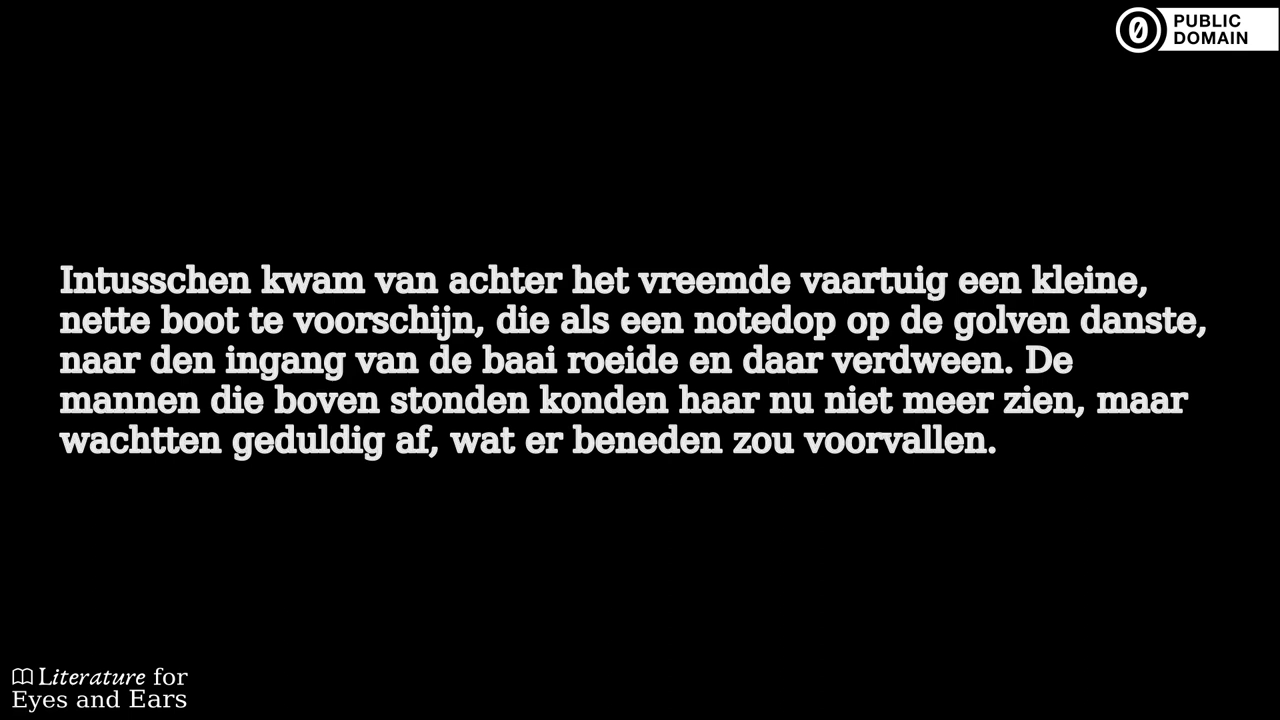 PUBLIC
DOMAIN
Intusschen kwam van achter het vreemde vaartuig een kleine,
nette boot te voorschijn, die als een notedop op de golven danste,
naar den ingang van de baai roeide en daar verdween. De
mannen die boven stonden konden haar nu niet meer zien, maar
wachtten geduldig af, wat er beneden zou voorvallen.
Literature for
Eyes and Ears